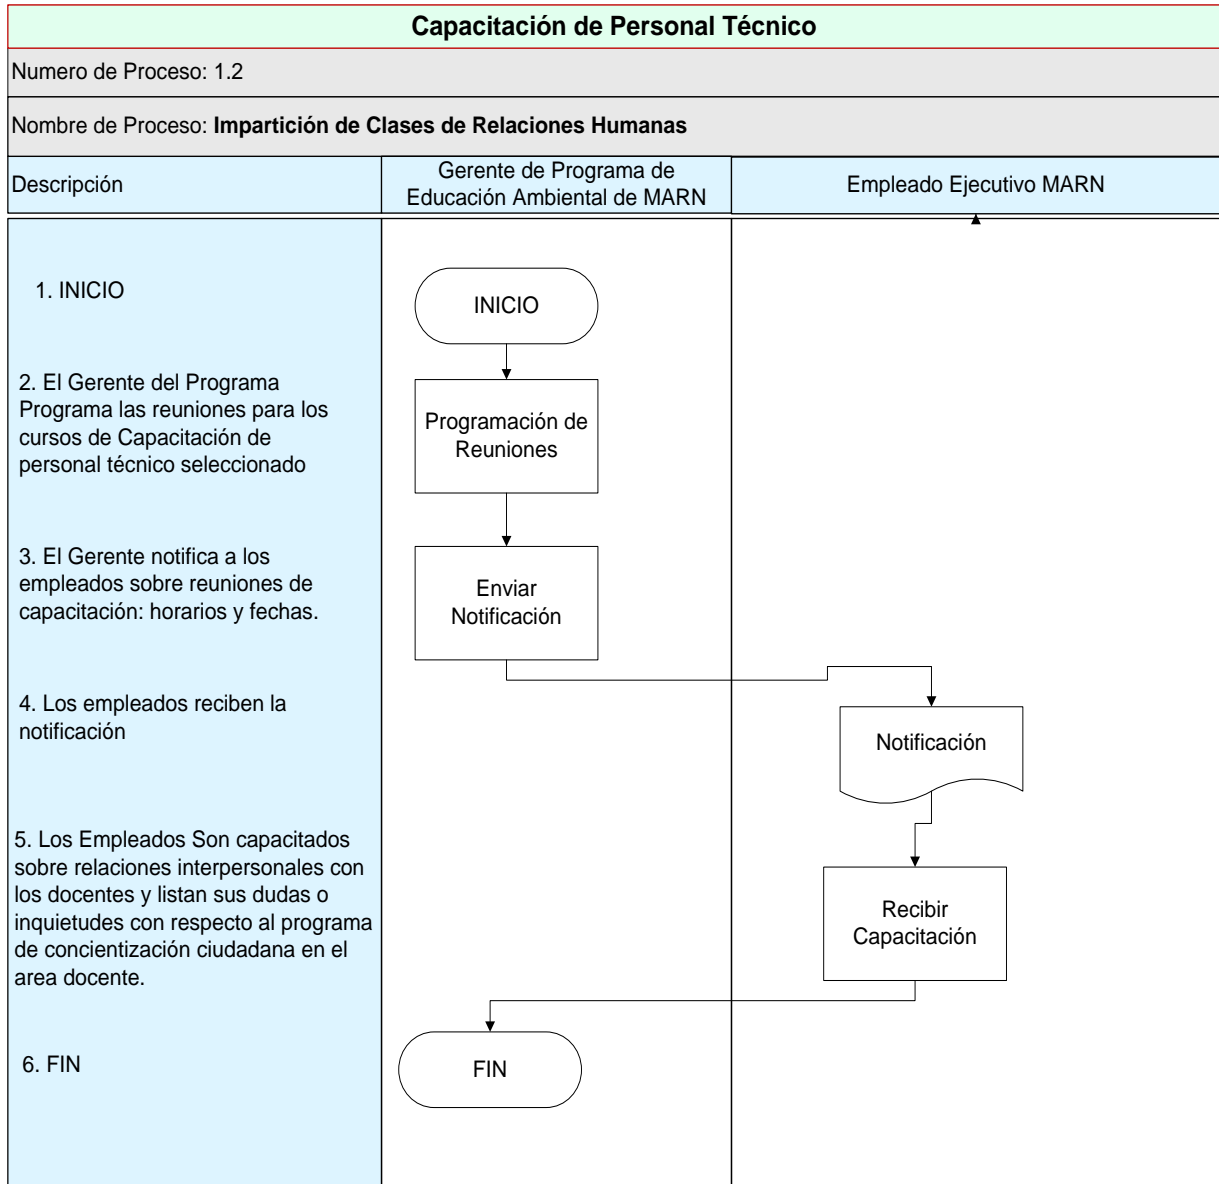 Capacitación de Personal Técnico
Numero de Proceso: 1.2
Nombre de Proceso: Impartición de Clases de Relaciones Humanas
Descripción
Gerente de Programa de
Educación Ambiental de MARN
Empleado Ejecutivo MARN
1. INICIO
INICIO
2. El Gerente del Programa
Programa las reuniones para los
cursos de Capacitación de
personal técnico seleccionado
Programación de
Reuniones
3. El Gerente notifica a los
empleados sobre reuniones de
capacitación: horarios y fechas.
Enviar
Notificación
4. Los empleados reciben la
notificación
Notificación
5. Los Empleados Son capacitados
sobre relaciones interpersonales con
los docentes y listan sus dudas o
inquietudes con respecto al programa
de concientización ciudadana en el
area docente.
Recibir
Capacitación
6. FIN
FIN